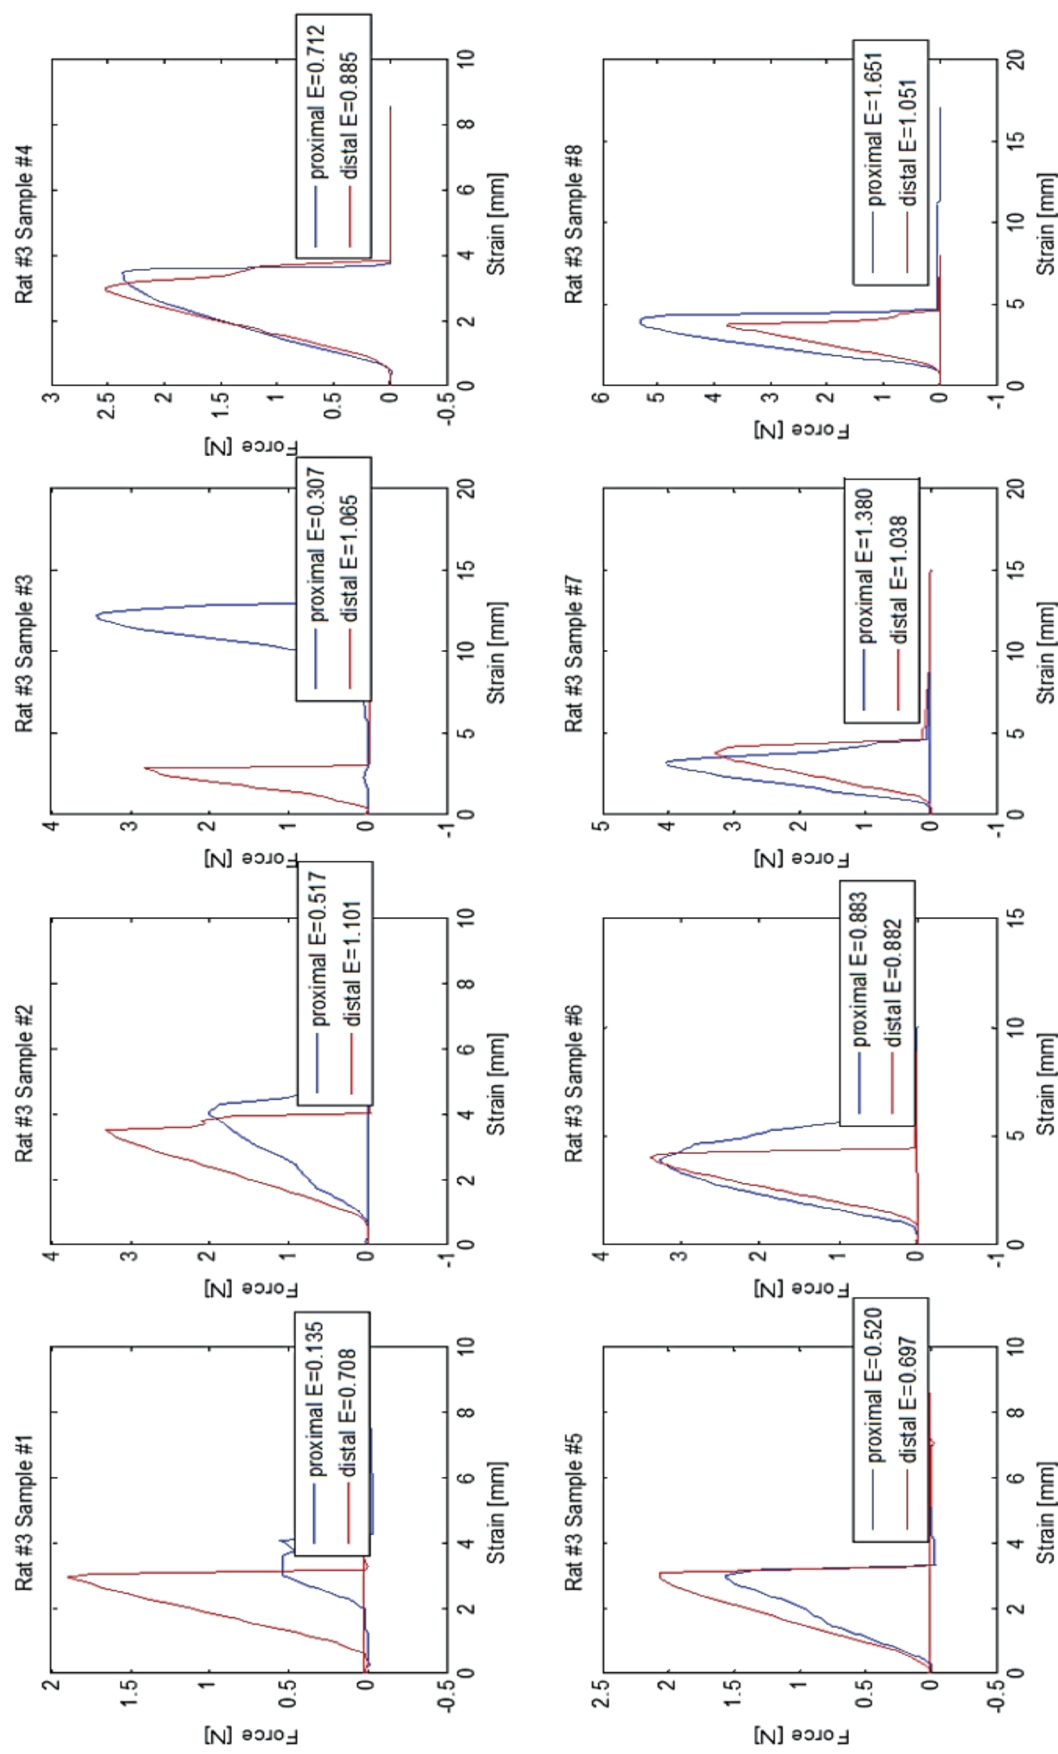 Rat #3 Sample #1
Force [N]
2
1.5
1
0.5
0
-0.5
proximal E=0.135
distal E=0.708
0 2 4 6 8 10
Strain [mm]
Rat #3 Sample #2
Force [N]
4
3
2
1
0
-1
proximal E=0.517
distal E=1.101
0 2 4 6 8 10
Strain [mm]
Rat #3 Sample #3
Force [N]
4
3
2
1
0
-1
proximal E=0.307
distal E=1.065
0 5 10 15 20
Strain [mm]
Rat #3 Sample #4
Force [N]
3
2.5
2
1.5
1
0.5
0
-0.5
proximal E=0.712
distal E=0.885
0 2 4 6 8 10
Strain [mm]
Rat #3 Sample #5
Force [N]
2.5
2
1.5
1
0.5
0
-0.5
proximal E=0.520
distal E=0.697
0 2 4 6 8 10
Strain [mm]
Rat #3 Sample #6
Force [N]
4
3
2
1
0
-1
proximal E=0.883
distal E=0.882
0 5 10 15
Strain [mm]
Rat #3 Sample #7
Force [N]
5
4
3
2
1
0
-1
proximal E=1.380
distal E=1.038
0 5 10 15 20
Strain [mm]
Rat #3 Sample #8
Force [N]
6
5
4
3
2
1
0
-1
proximal E=1.651
distal E=1.051
0 5 10 15 20
Strain [mm]